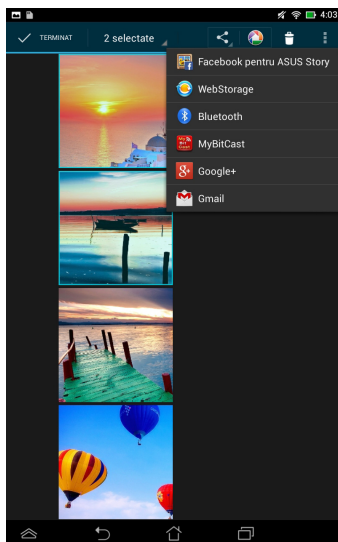 4:03
TERMINAT
2 selectate
Facebook pentru ASUS Story
WebStorage
Bluetooth
MyBitCast
Google+
Gmail